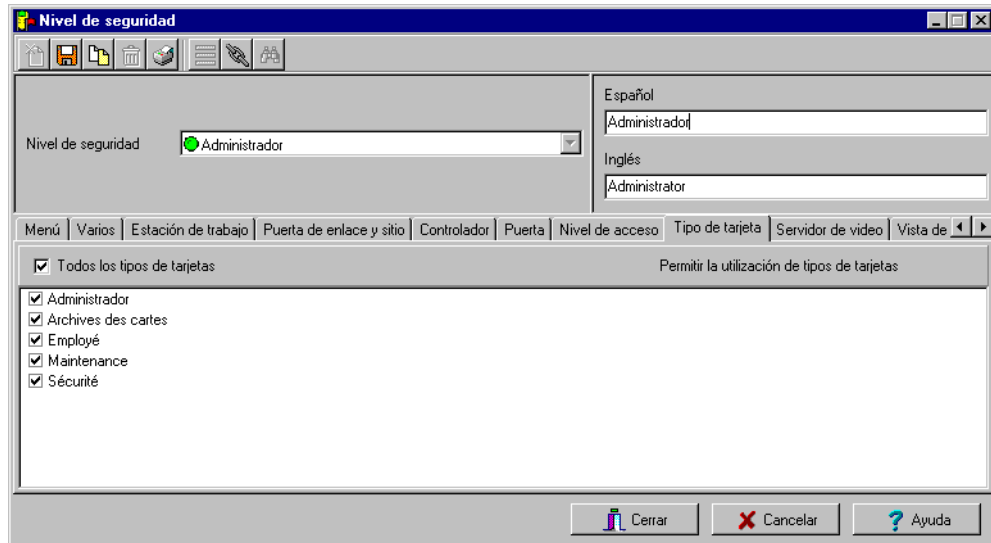 Nivel de seguridad
Español
Administrador
Nivel de seguridad Administrador
Inglés
Administrator
Menú Varios Estación de trabajo Puerta de enlace y sitio Controlador Puerta Nivel de acceso Tipo de tarjeta Servidor de video Vista de
Todos los tipos de tarjetas Permitir la utilización de tipos de tarjetas
Administrador
Archives des cartes
Employé
Maintenance
Sécurité
Cerrar Cancelar Ayuda